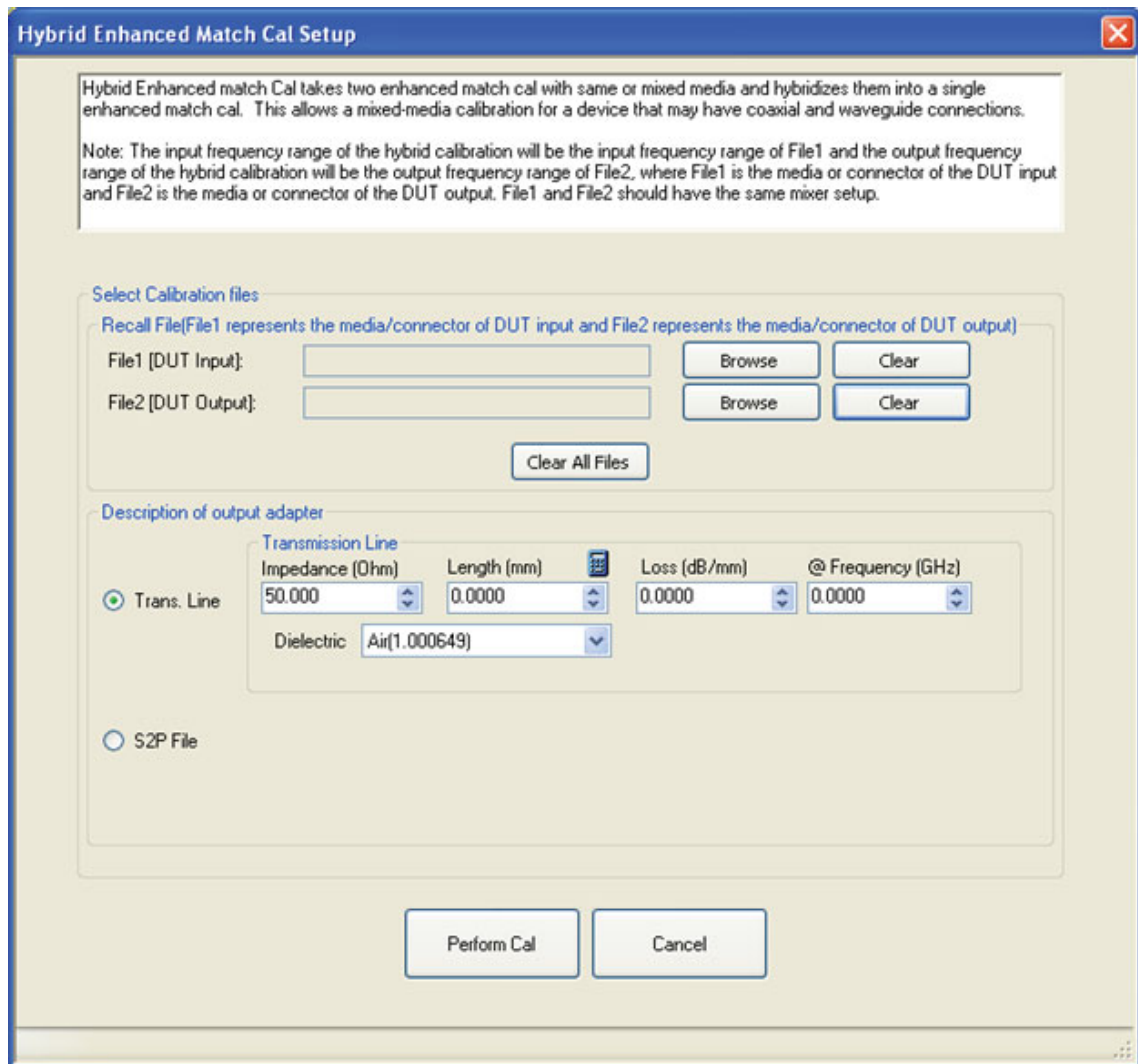 Hybrid Enhanced Match Cal Setup
Hybrid Enhanced match Cal takes two enhanced match cal with same or mixed media and hybridizes them into a single
enhanced match cal.  This allows a mixed-media calibration for a device that may have coaxial and waveguide connections.
Note: The input frequency range of the hybrid calibration will be the input frequency range of File1 and the output frequency
range of the hybrid calibration will be the output frequency range of File2, where File1 is the media or connector of the DUT input
and File2 is the media or connector of the DUT output. File1 and File2 should have the same mixer setup.
Select Calibration files
Recall File(File1 represents the media/connector of DUT input and File2 represents the media/connector of DUT output)
File1 [DUT Input]: Browse Clear
File2 [DUT Output]: Browse Clear
Clear All Files
Description of output adapter
Transmission Line
Impedance (Ohm) Length (mm) Loss (dB/mm) @ Frequency (GHz)
Trans. Line 50.000 0.0000 0.0000 0.0000
Dielectric Air(1.000649)
S2P File
Perform Cal Cancel